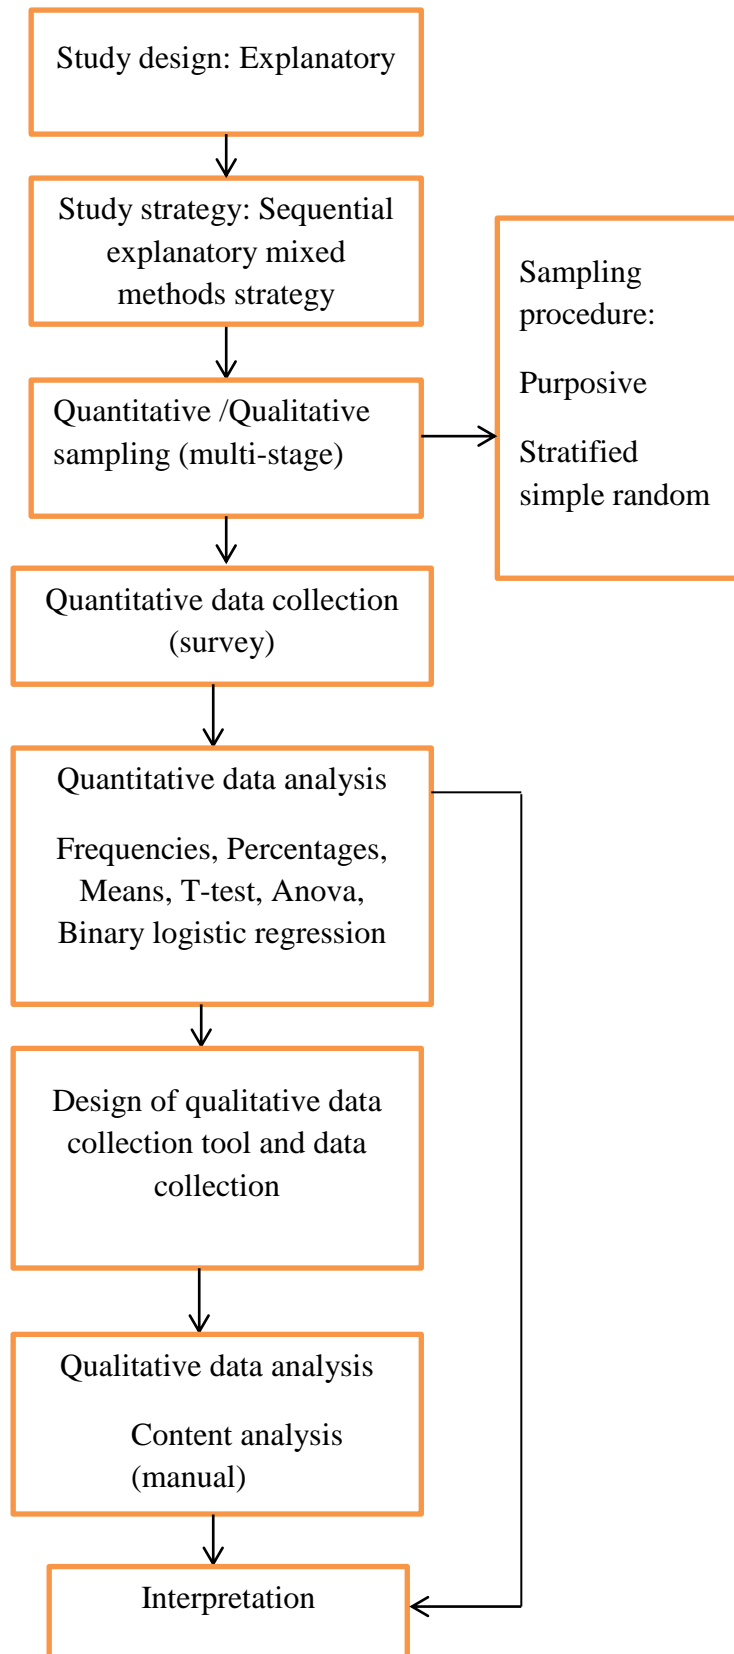 Study design: Explanatory
Study strategy: Sequential
explanatory mixed
methods strategy
Sampling
procedure:
Purposive
Stratified
simple random
Quantitative /Qualitative
sampling (multi-stage)
Quantitative data collection
(survey)
Quantitative data analysis
Frequencies, Percentages,
Means, T-test, Anova,
Binary logistic regression
Design of qualitative data
collection tool and data
collection
Qualitative data analysis
Content analysis
(manual)
Interpretation